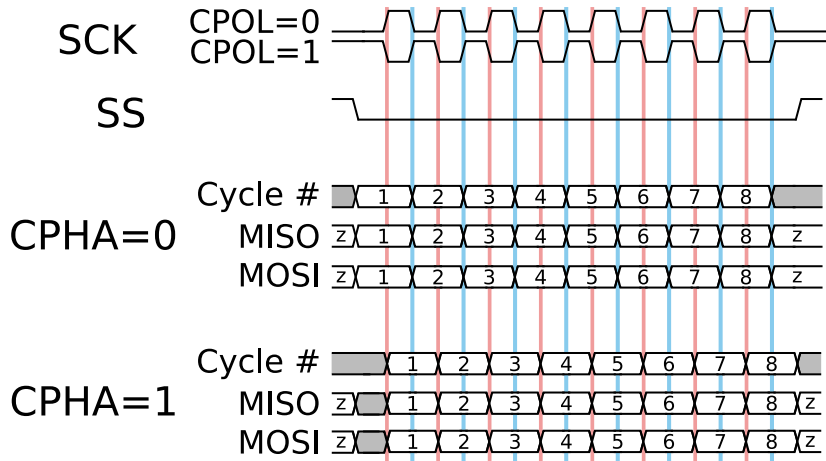 SCK
CPOL=0
CPOL=1
SS
CPHA=0
Cycle # 1 2 3 4 5 6 7 8
MISO z 1 2 3 4 5 6 7 8 z
MOSI z 1 2 3 4 5 6 7 8 z
CPHA=1
Cycle # 1 2 3 4 5 6 7 8
MISO z 1 2 3 4 5 6 7 8 z
MOSI z 1 2 3 4 5 6 7 8 z